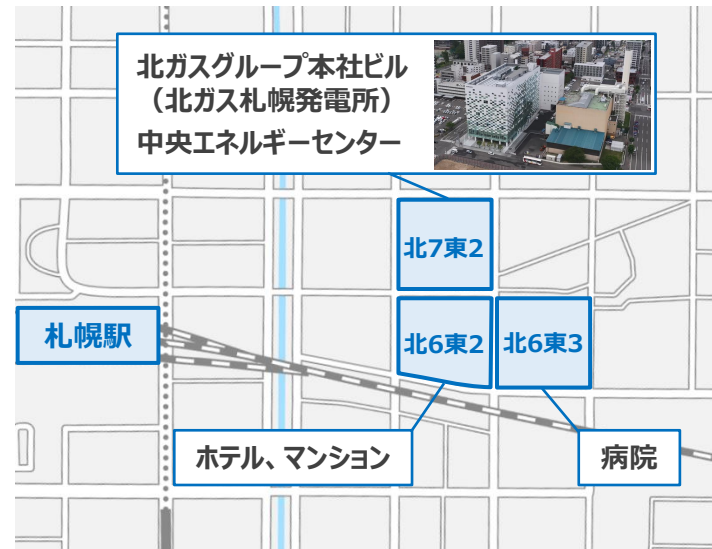 北ガスグループ本社ビル
（北ガス札幌発電所）
中央エネルギーセンター
北7東2
札幌駅
北6東2
北6東3
ホテル、マンション
病院